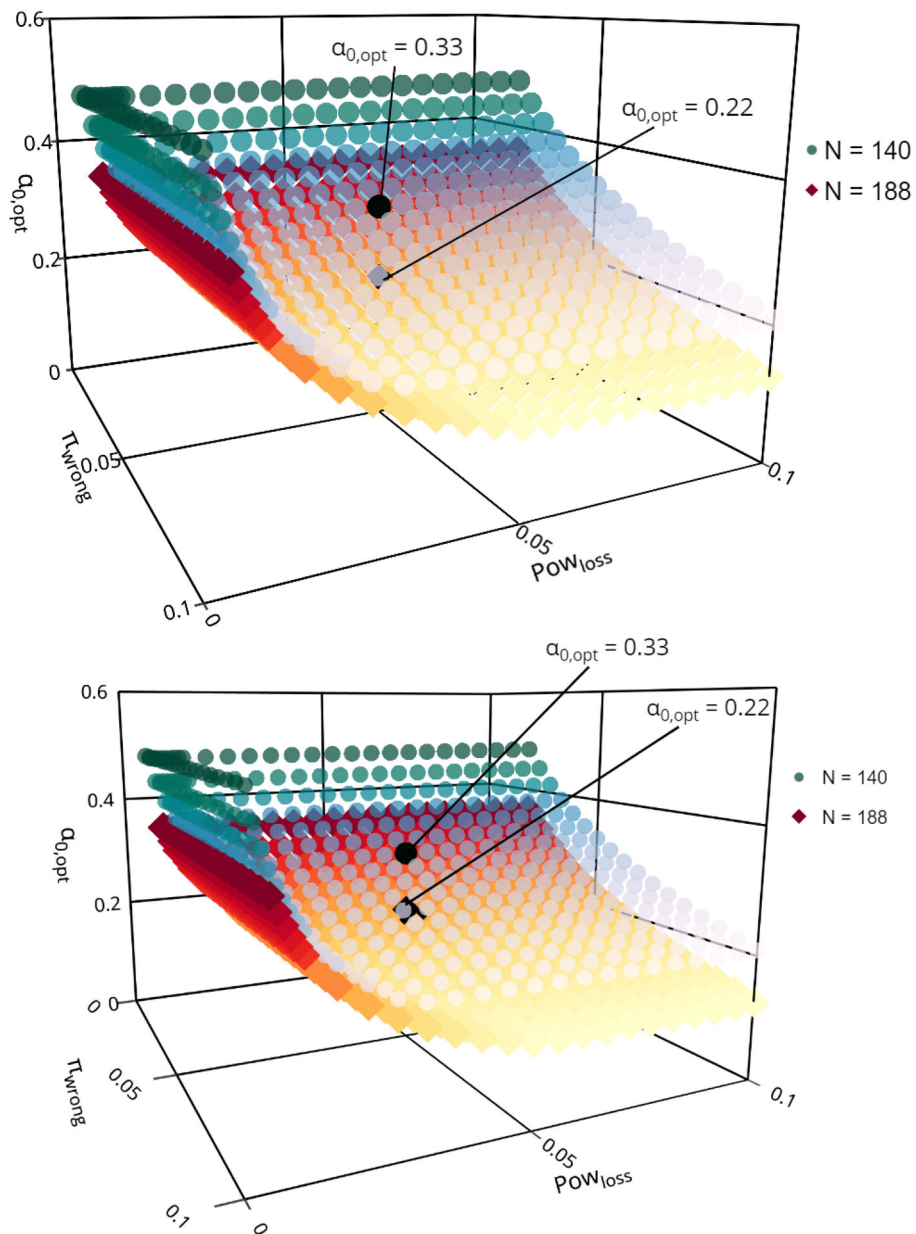 0.6
α0,opt = 0.33
α0,opt = 0.22
N = 140
N = 188
0.4
α0,opt
0.2
0
πwrong
0.05
0.1
0
0.05
Powloss
0.1
α0,opt = 0.33
0.6
α0,opt = 0.22
N = 140
N = 188
0.4
α0,opt
0.2
0
0
πwrong
0.05
0.1
0
0.05
Powloss
0.1